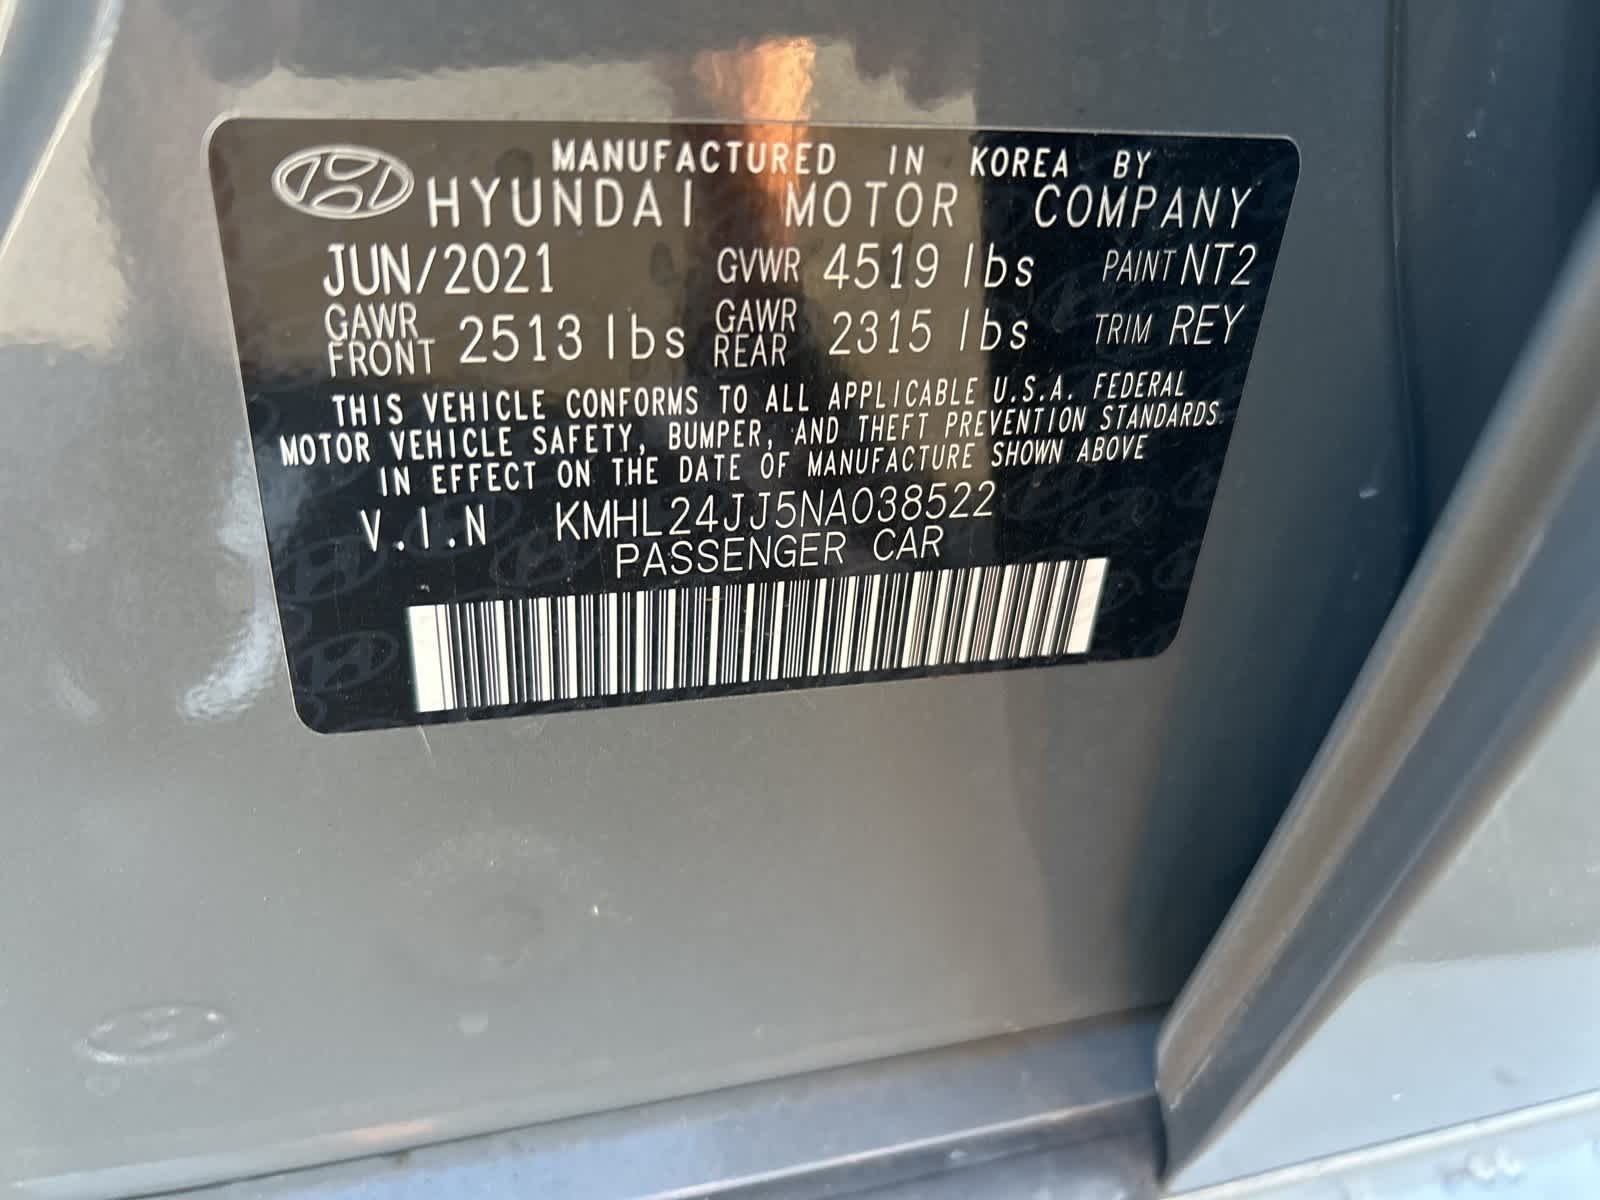 MANUFACTURED IN KOREA BY
HYUNDAI MOTOR COMPANY
JUN/2021 GVWR 4519 lbs PAINT NT2
GAWR FRONT 2513 lbs GAWR REAR 2315 lbs TRIM REY
THIS VEHICLE CONFORMS TO ALL APPLICABLE U.S.A. FEDERAL
MOTOR VEHICLE SAFETY, BUMPER, AND THEFT PREVENTION STANDARDS
IN EFFECT ON THE DATE OF MANUFACTURE SHOWN ABOVE
V.I.N KMHL24JJ5NA038522
PASSENGER CAR